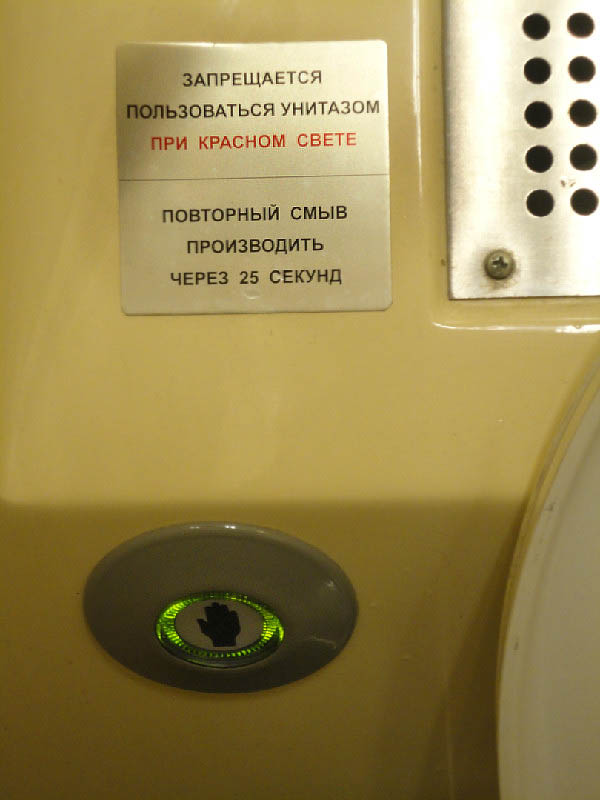 ЗАПРЕЩАЕТСЯ
ПОЛЬЗОВАТЬСЯ УНИТАЗОМ
ПРИ КРАСНОМ СВЕТЕ
ПОВТОРНЫЙ СМЫВ
ПРОИЗВОДИТЬ
ЧЕРЕЗ 25 СЕКУНД